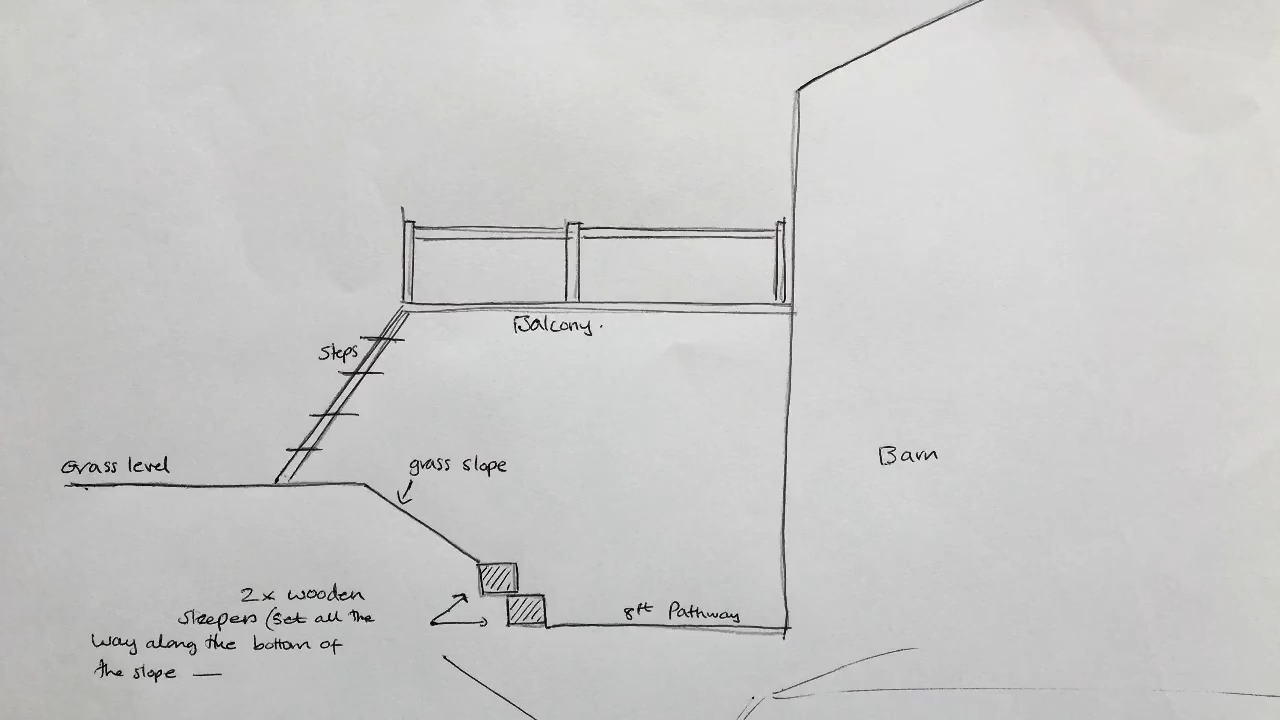 Balcony.
Steps
Grass level
grass slope
Barn
2x wooden
sleepers (set all the
way along the bottom of
the slope —
8ft Pathway